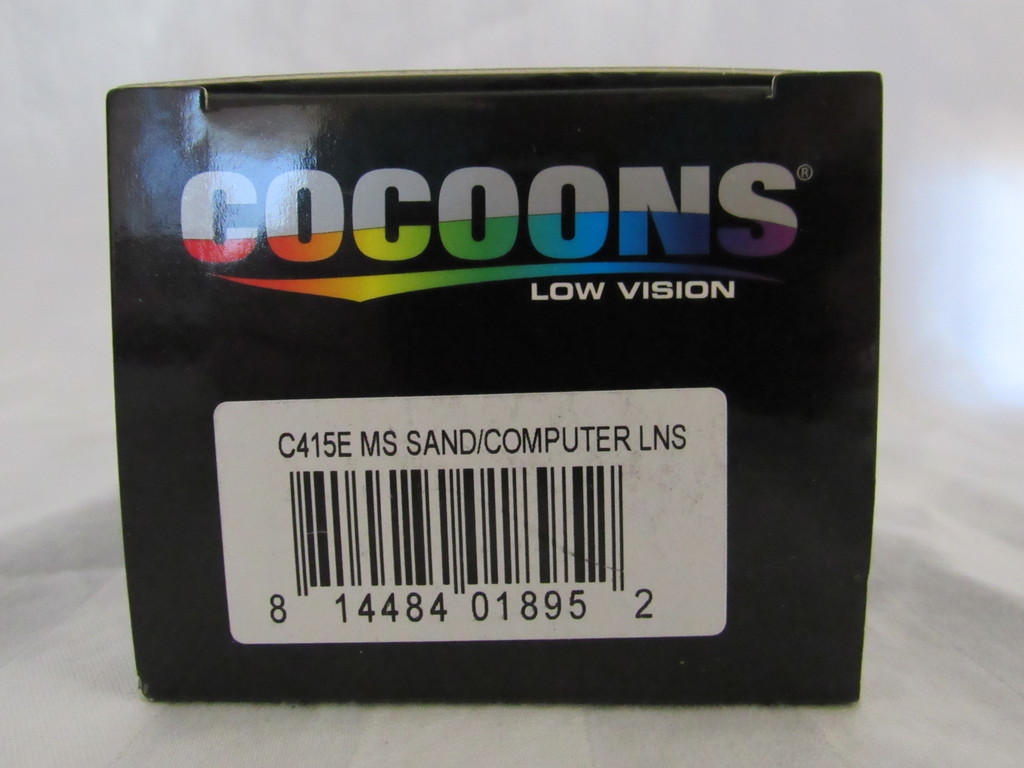 COCOONS®
LOW VISION
C415E MS SAND/COMPUTER LNS
8 14484 01895 2